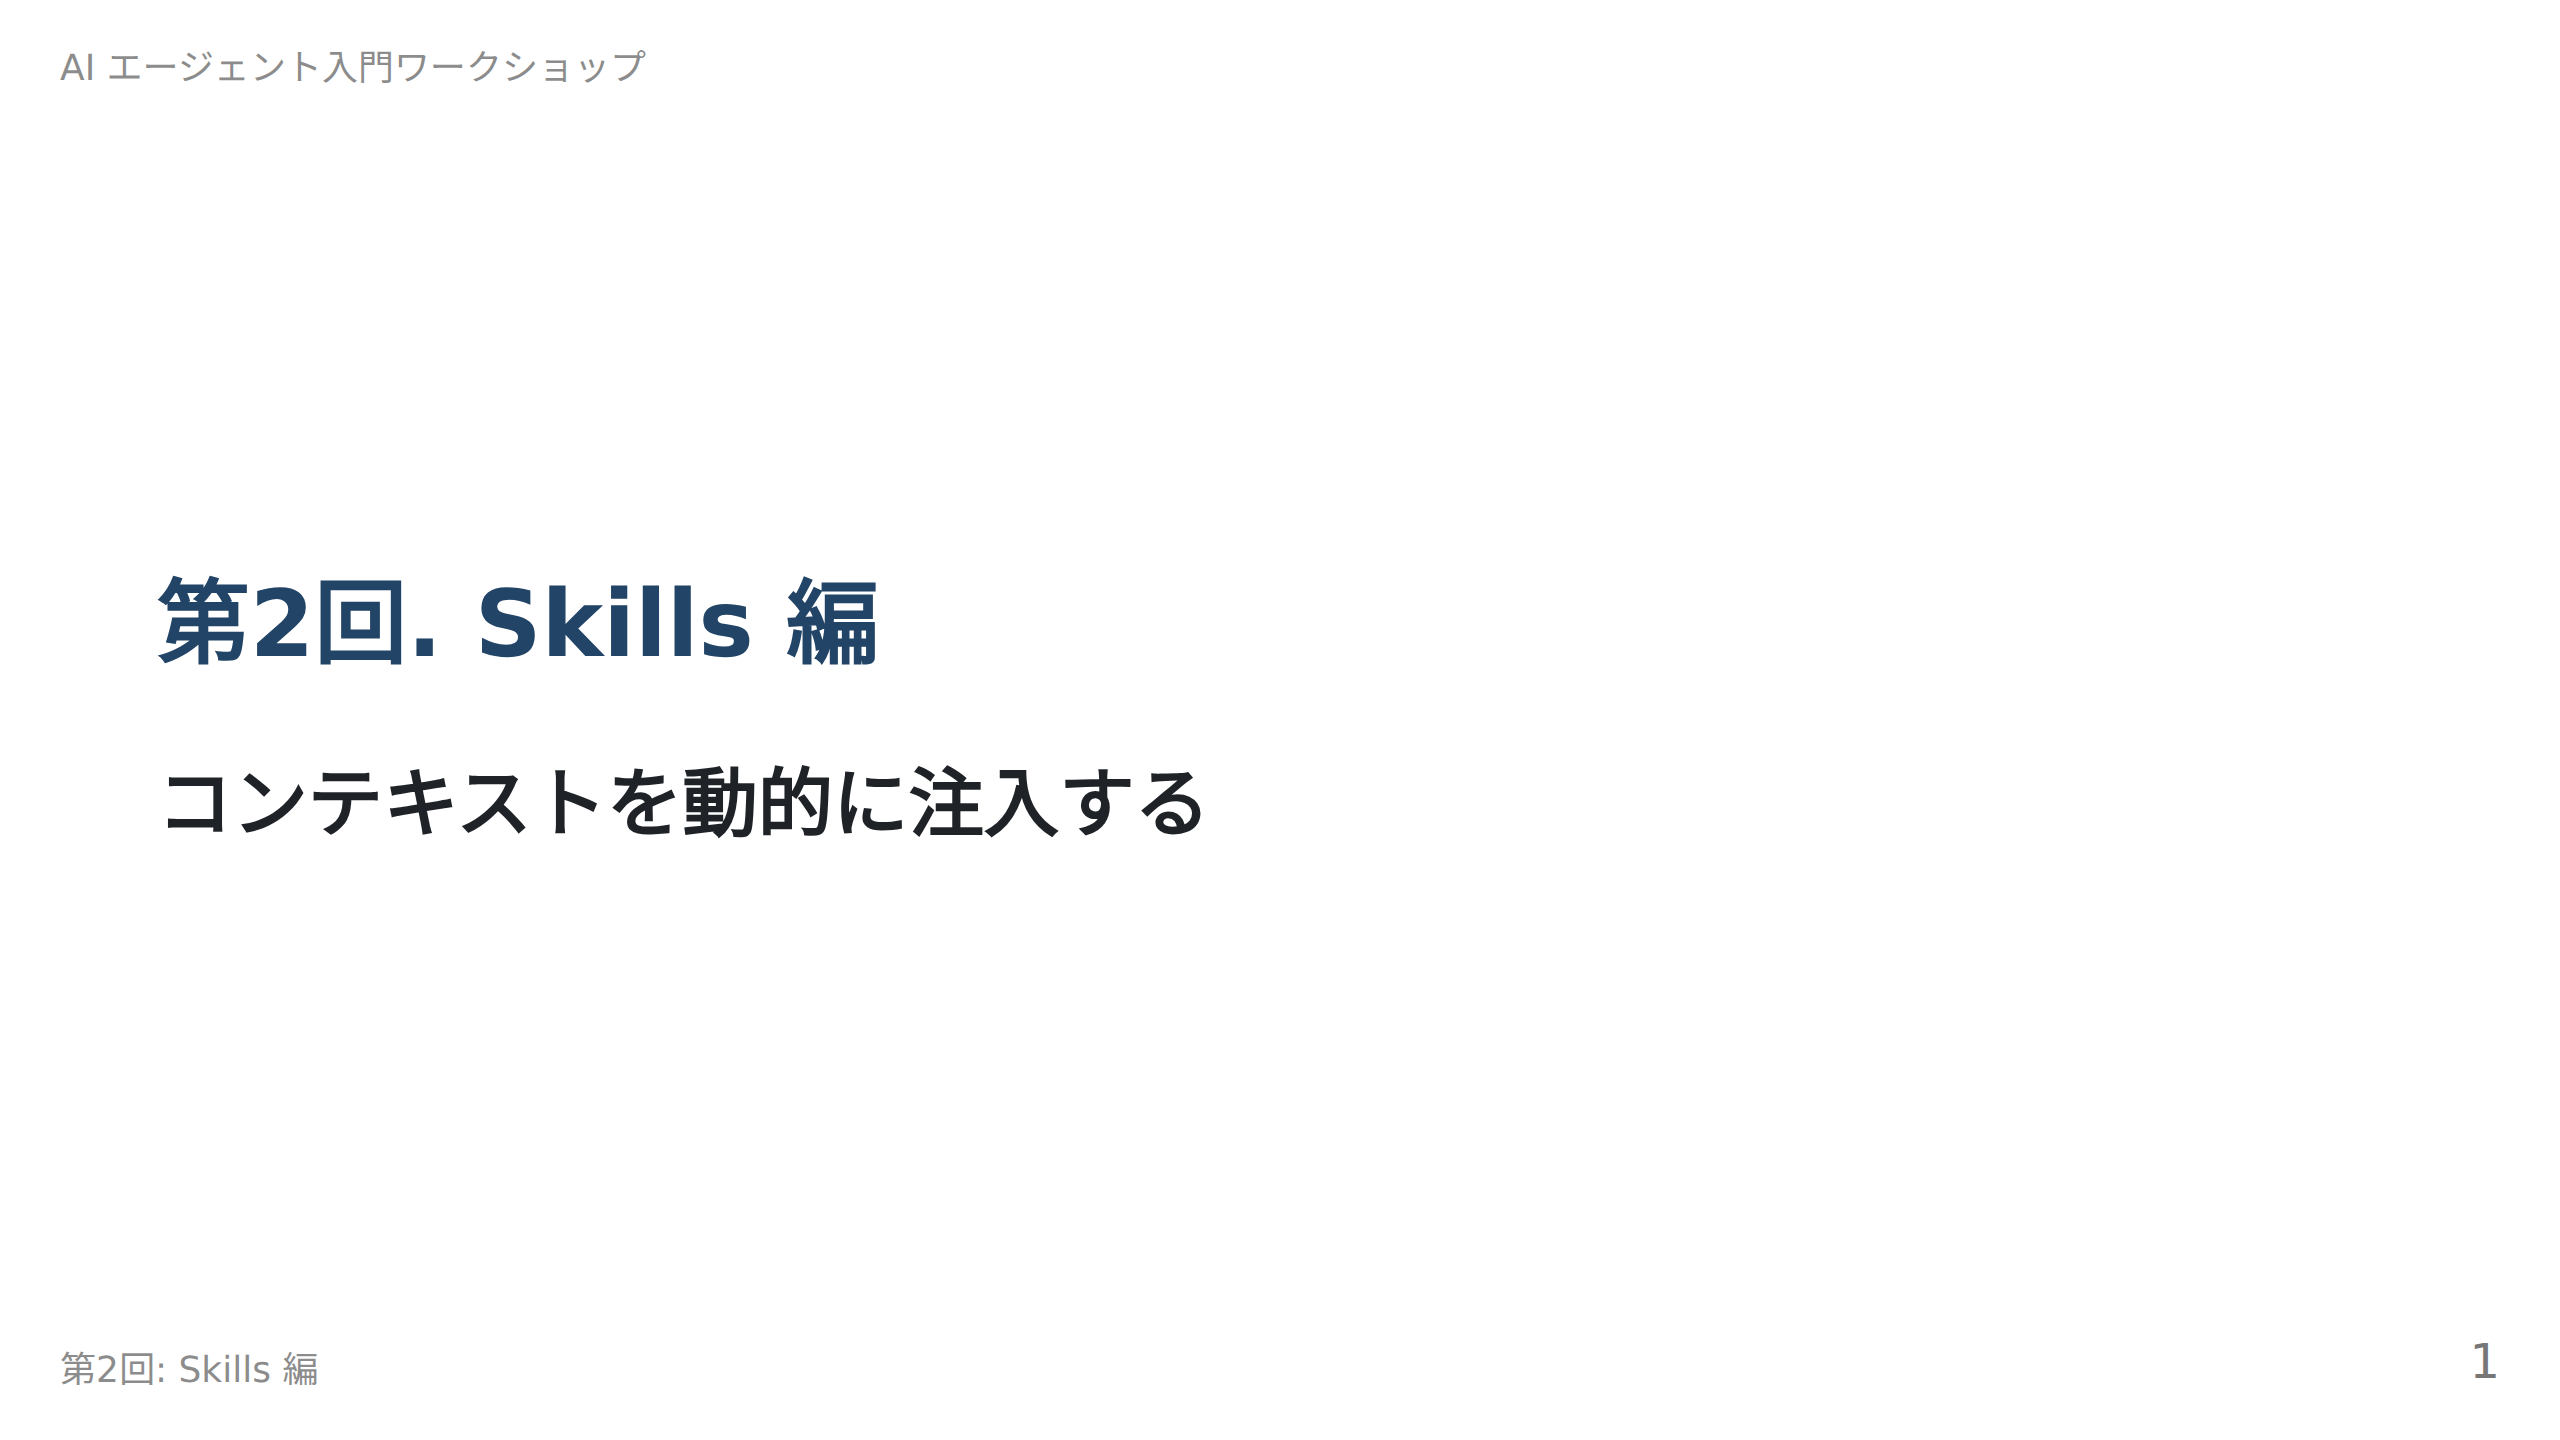 AI エージェント入門ワークショップ
第2回. Skills 編
コンテキストを動的に注入する
第2回: Skills 編
1